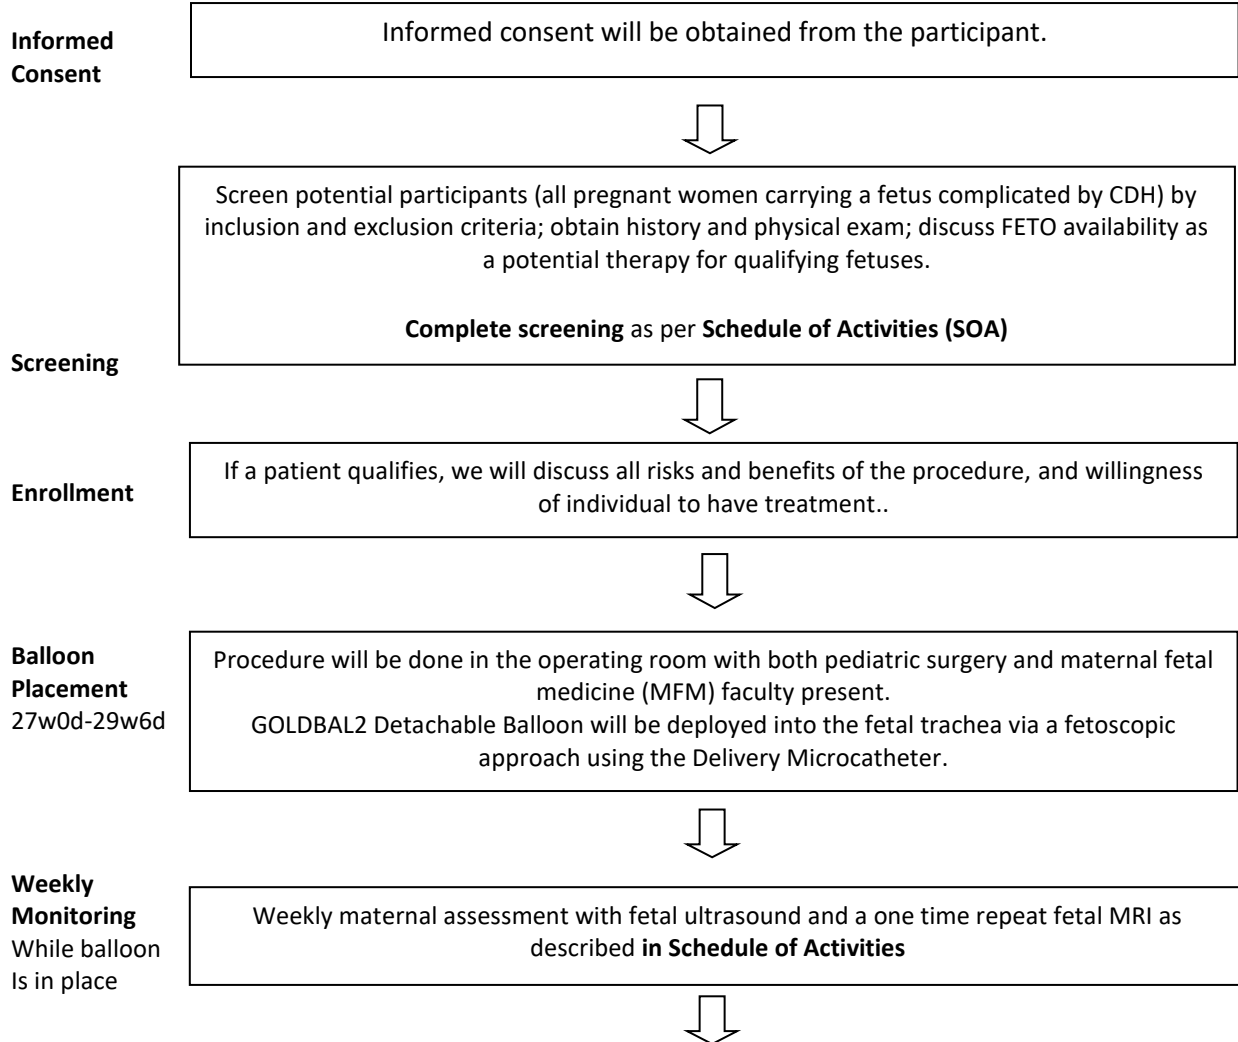 Informed
Consent
Informed consent will be obtained from the participant.
Screen potential participants (all pregnant women carrying a fetus complicated by CDH) by
inclusion and exclusion criteria; obtain history and physical exam; discuss FETO availability as
a potential therapy for qualifying fetuses.
Complete screening as per Schedule of Activities (SOA)
Screening
Enrollment
If a patient qualifies, we will discuss all risks and benefits of the procedure, and willingness
of individual to have treatment..
Balloon
Placement
27w0d-29w6d
Procedure will be done in the operating room with both pediatric surgery and maternal fetal
medicine (MFM) faculty present.
GOLDBAL2 Detachable Balloon will be deployed into the fetal trachea via a fetoscopic
approach using the Delivery Microcatheter.
Weekly
Monitoring
While balloon
Is in place
Weekly maternal assessment with fetal ultrasound and a one time repeat fetal MRI as
described in Schedule of Activities